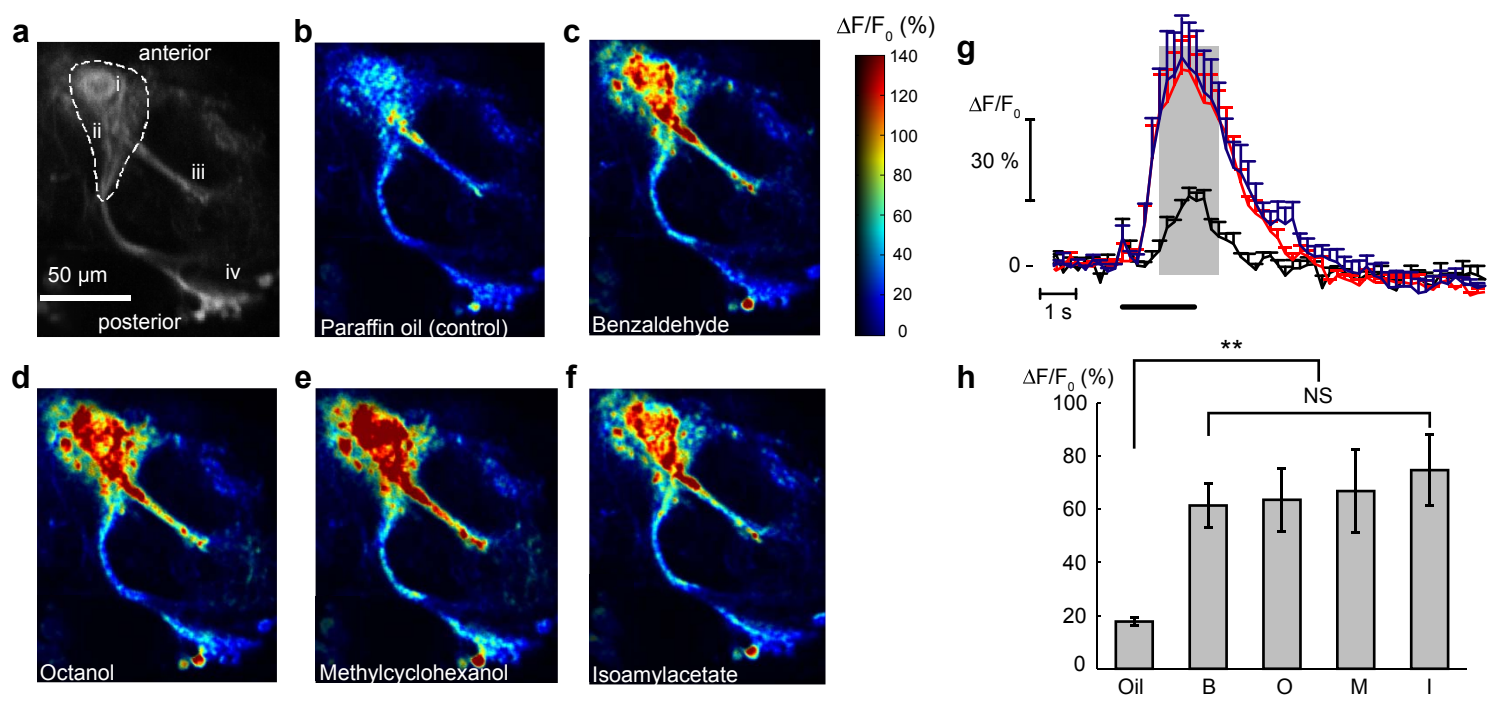 a
anterior
i
ii
iii
iv
50 µm
posterior
b
Paraffin oil (control)
c
Benzaldehyde
ΔF/F0 (%)
140
120
100
80
60
40
20
0
d
Octanol
e
Methylcyclohexanol
f
Isoamylacetate
g
ΔF/F0
30 %
0
1 s
h
ΔF/F0 (%)
**
NS
100
80
60
40
20
0
Oil B O M I